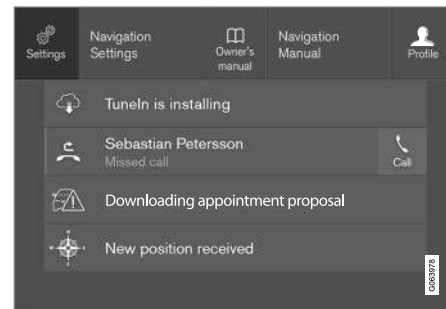 Settings
Navigation
Settings
Owner's
manual
Navigation
Manual
Profile
TuneIn is installing
Sebastian Petersson
Missed call
Call
Downloading appointment proposal
New position received
G063978